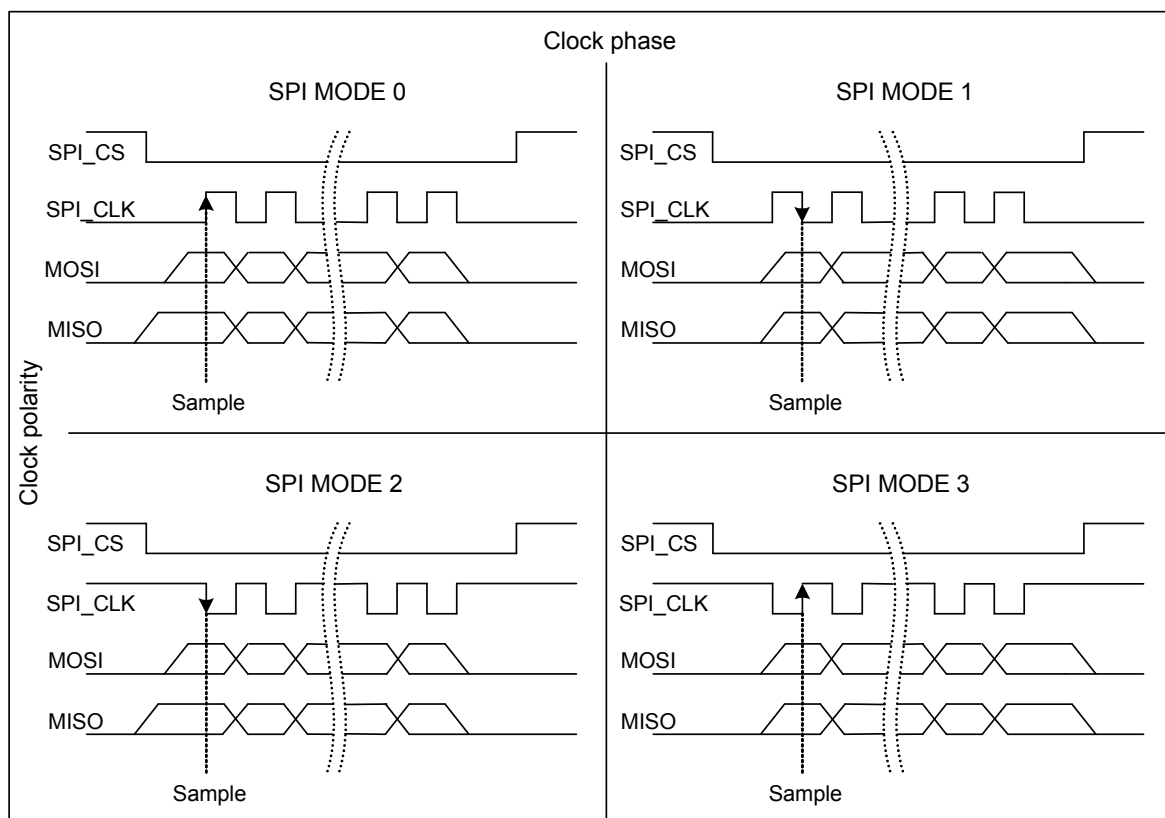 Clock phase
SPI MODE 0
SPI_CS
SPI_CLK
MOSI
MISO
Sample
SPI MODE 1
SPI_CS
SPI_CLK
MOSI
MISO
Sample
Clock polarity
SPI MODE 2
SPI_CS
SPI_CLK
MOSI
MISO
Sample
SPI MODE 3
SPI_CS
SPI_CLK
MOSI
MISO
Sample